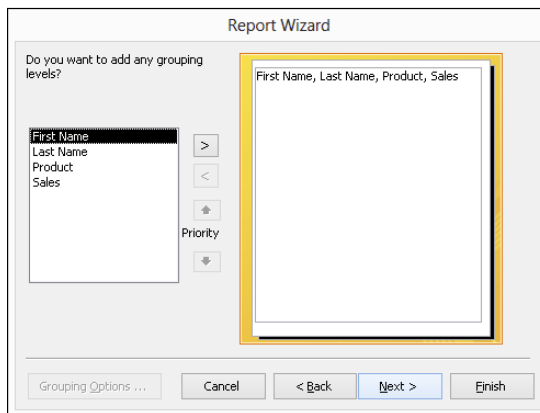 Report Wizard
Do you want to add any grouping
levels?
First Name
Last Name
Product
Sales
>
<
Priority
First Name, Last Name, Product, Sales
Grouping Options ...
Cancel
< Back
Next >
Finish